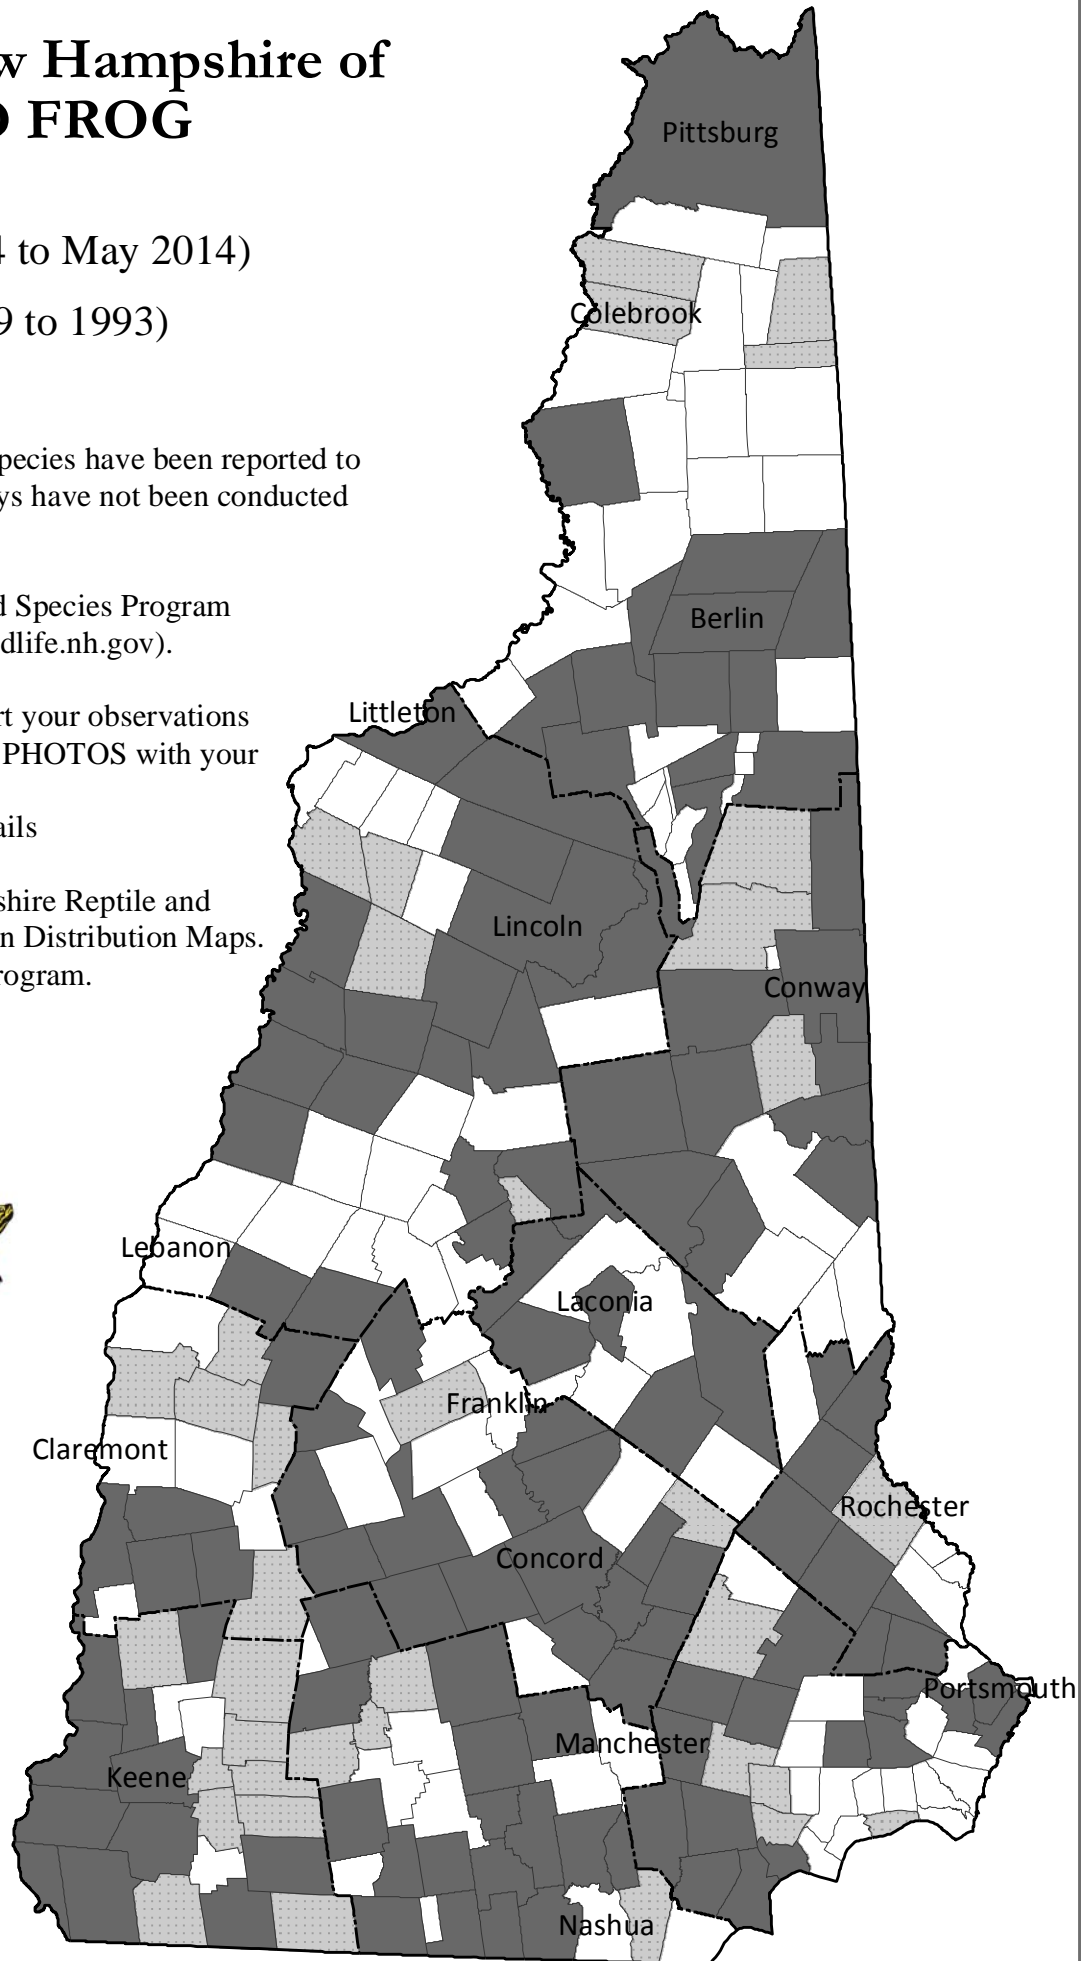 w Hampshire of
FROG
4 to May 2014)
9 to 1993)
pecies have been reported to
ys have not been conducted
d Species Program
dlife.nh.gov).
rt your observations
PHOTOS with your
ails
shire Reptile and
n Distribution Maps.
rogram.
Pittsburg
Colebrook
Berlin
Littleton
Lincoln
Conway
Lebanon
Laconia
Franklin
Claremont
Rochester
Concord
Portsmouth
Manchester
Keene
Nashua